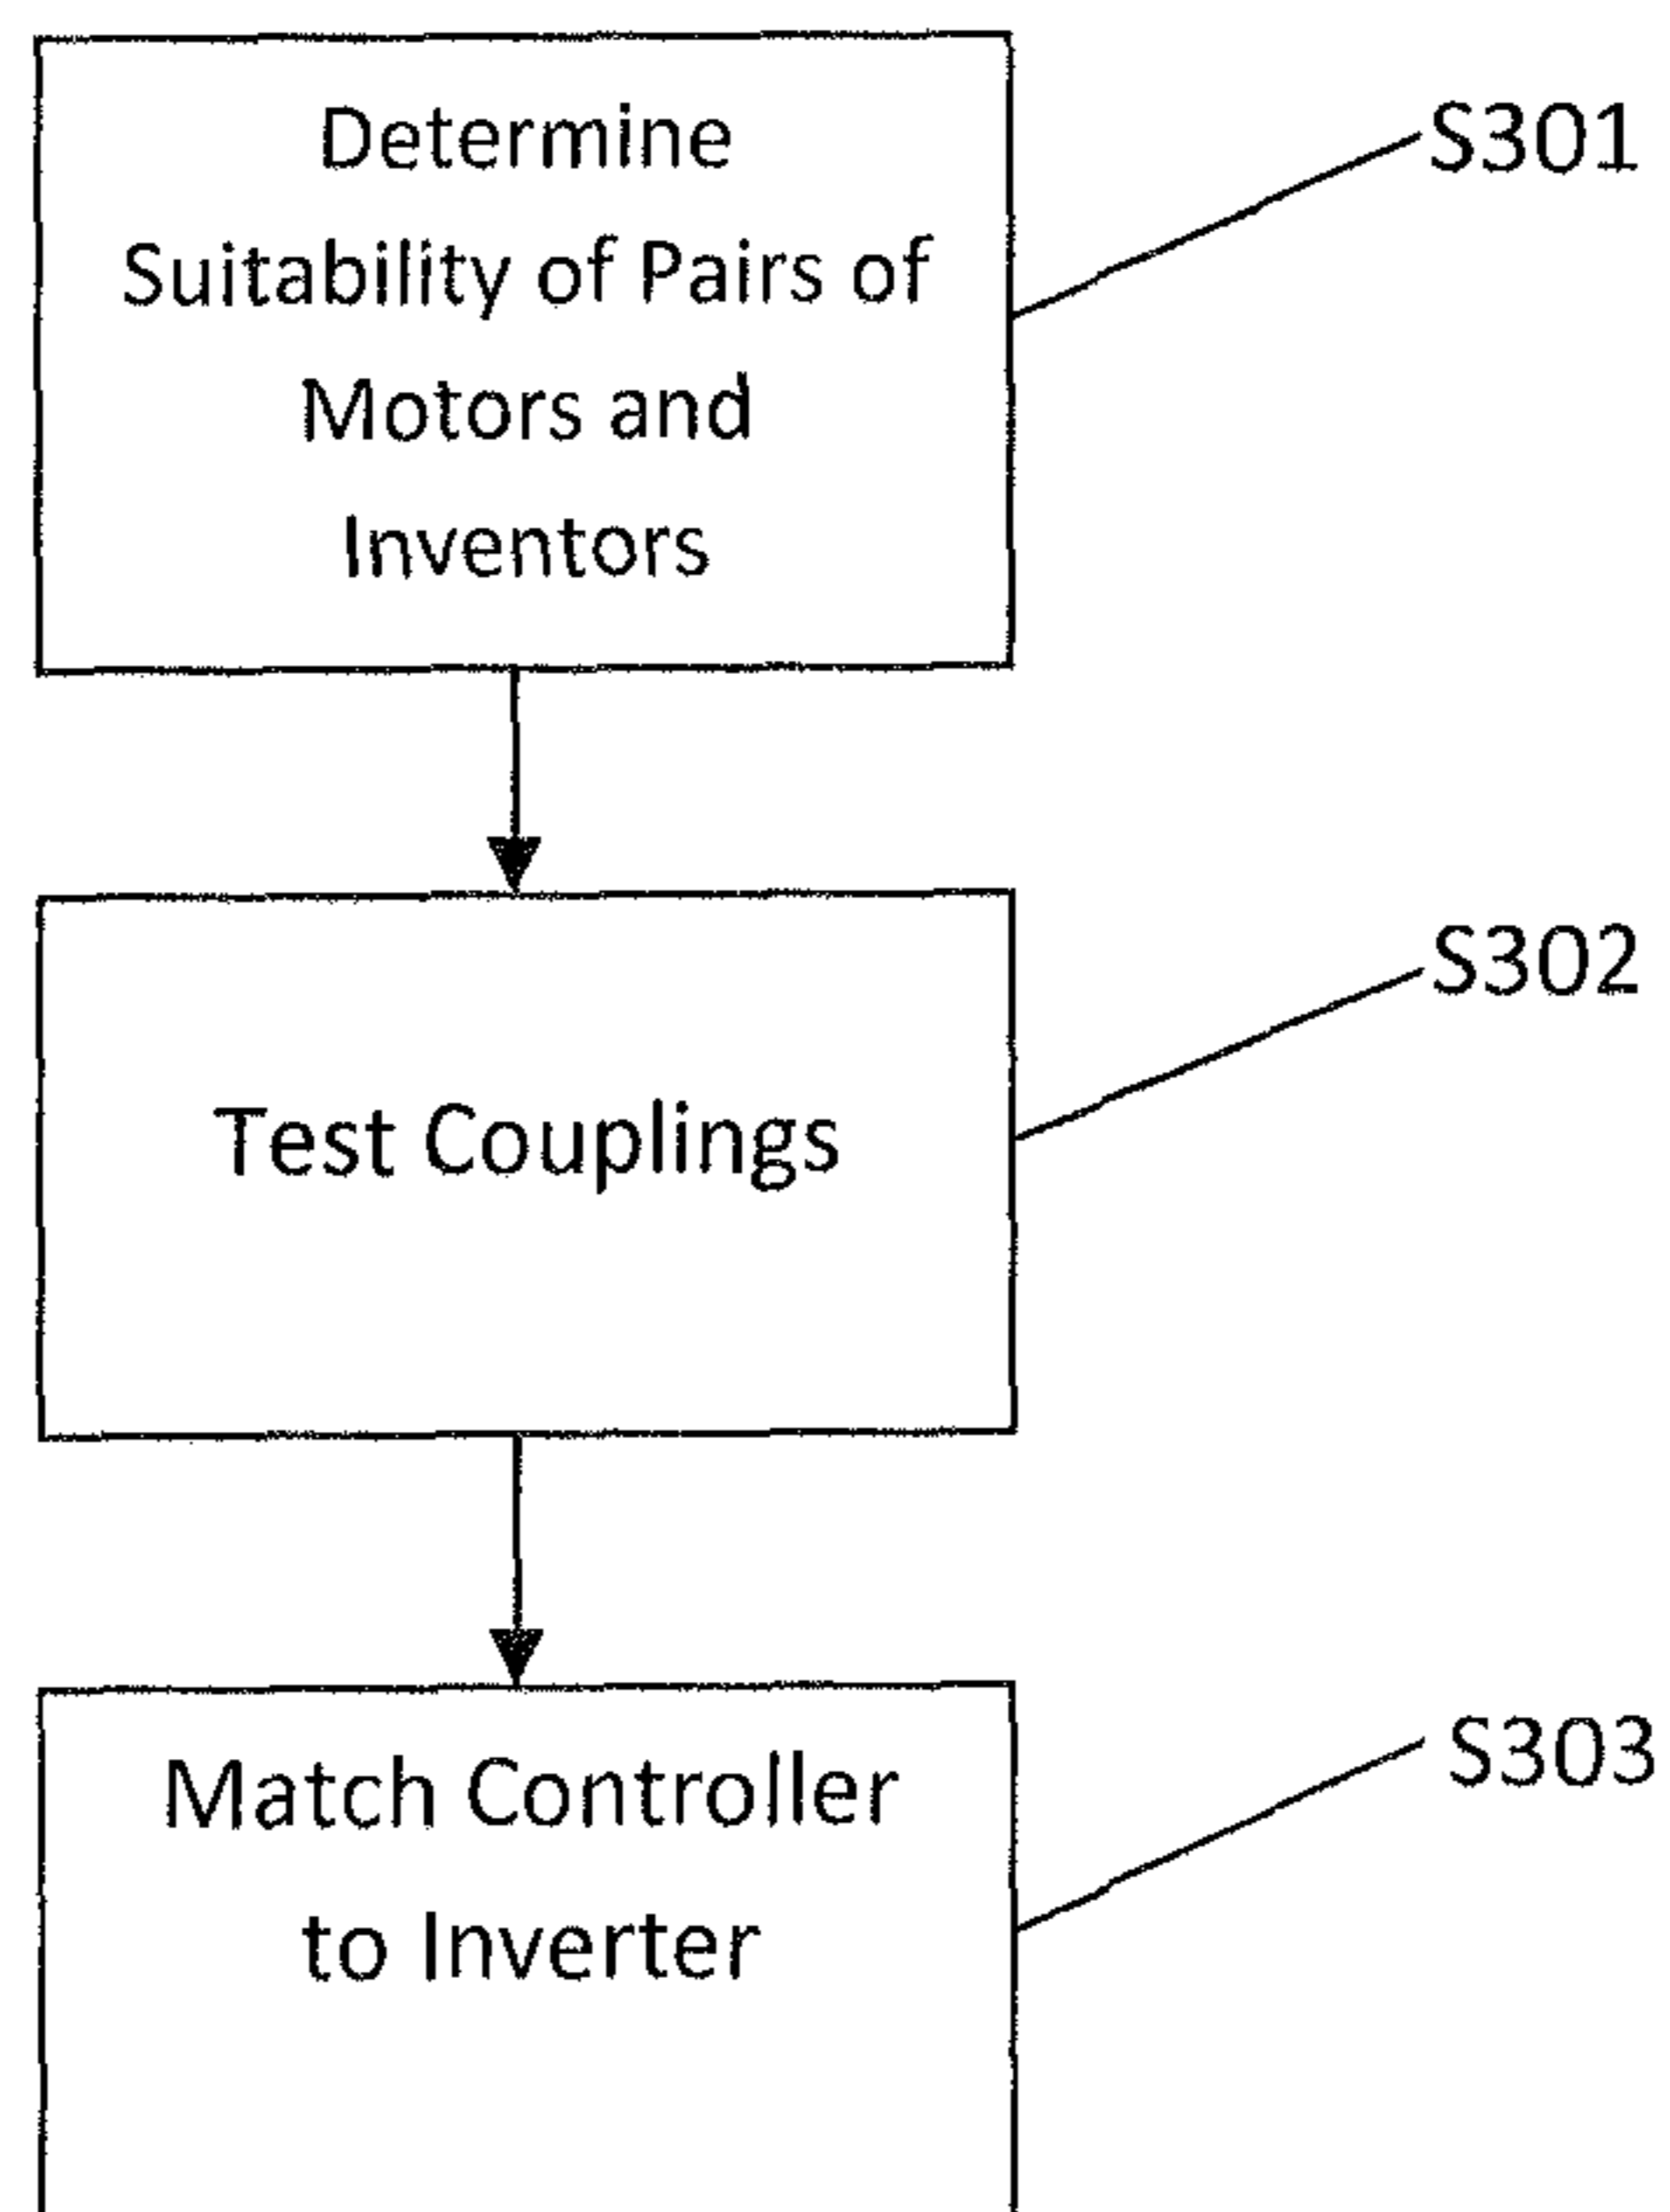 Determine
Suitability of Pairs of
Motors and
Inventors
S301
Test Couplings
S302
Match Controller
to Inverter
S303